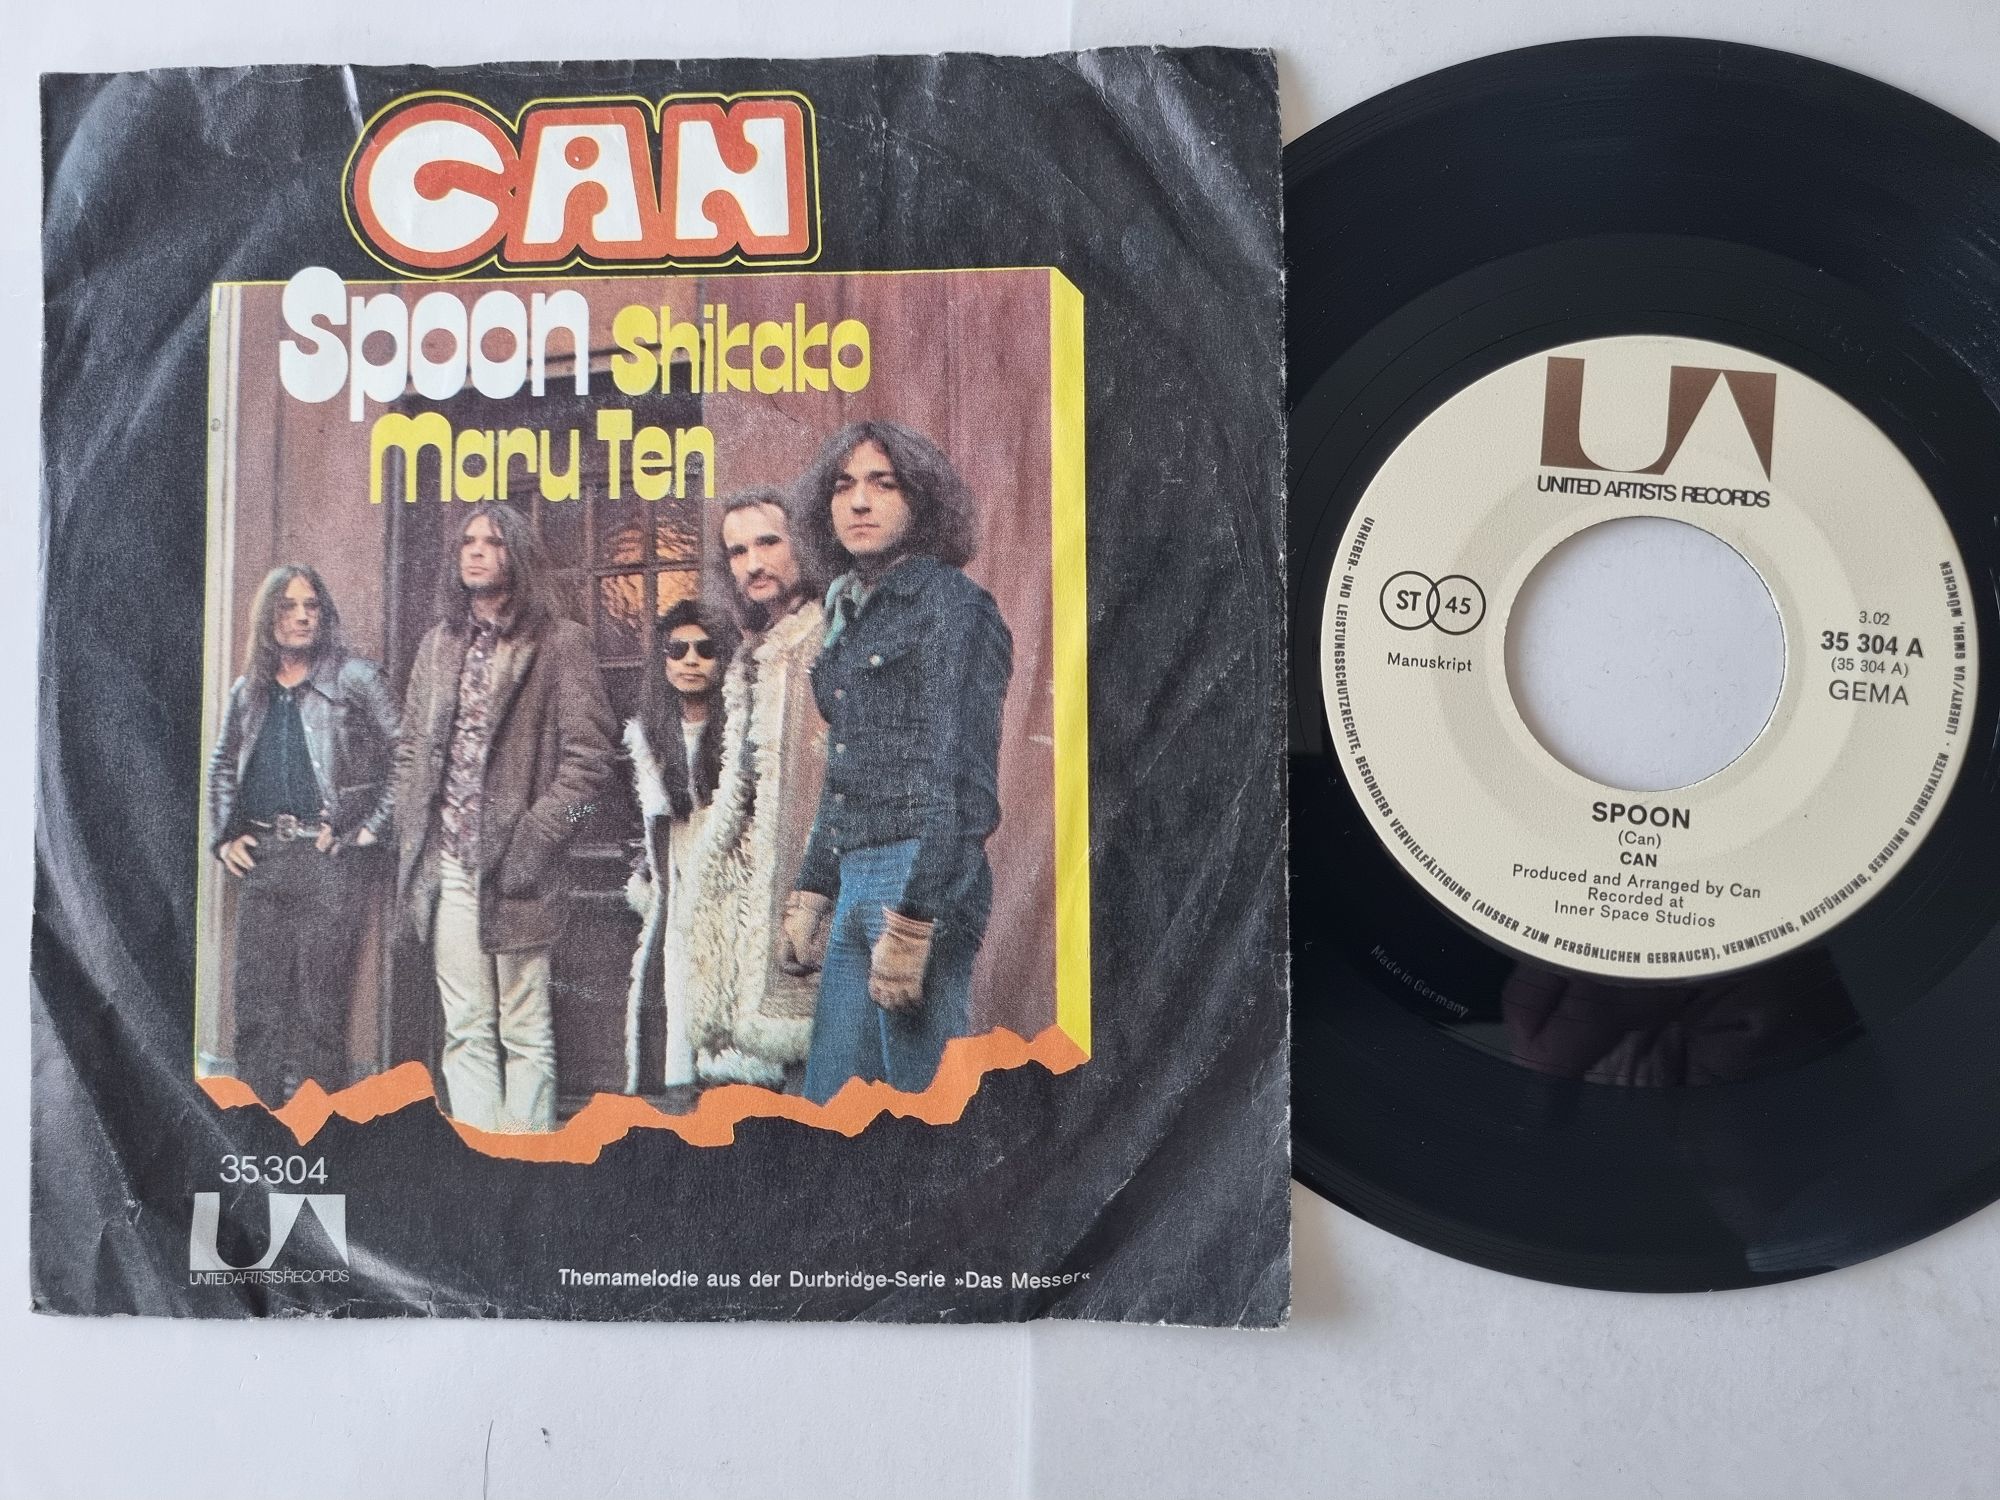 CAN
Spoon Shikako
Maru Ten
35304
UNITED ARTISTS RECORDS
Themamelodie aus der Durbridge-Serie »Das Messer«
UA
UNITED ARTISTS RECORDS
ST 45
Manuskript
3.02
35 304 A
(35 304 A)
GEMA
SPOON
(Can)
CAN
Produced and Arranged by Can
Recorded at
Inner Space Studios
URHEBER- UND LEISTUNGSSCHUTZRECHTE, BESONDERS VERVIELFÄLTIGUNG (AUSSER ZUM PERSÖNLICHEN GEBRAUCH), VERMIETUNG, AUFFÜHRUNG, SENDUNG VORBEHALTEN · LIBERTY/UA GMBH, MÜNCHEN
Made in Germany